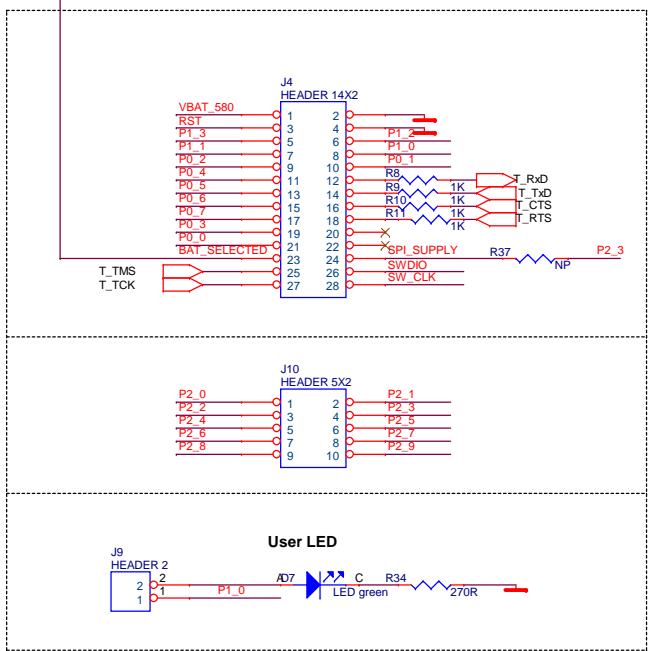 J4
HEADER 14X2
VBAT_580 1 2
RST 3 4
P1_3 5 6 P1_2
P1_1 7 8 P1_0
P0_2 9 10 P0_1
P0_4 11 12 R8 T_RxD
P0_5 13 14 R9 1K T_TxD
P0_6 15 16 R10 1K T_CTS
P0_7 17 18 R11 1K T_RTS
1K
P0_3 19 20
P0_0 21 22
BAT_SELECTED 23 24 SPI_SUPPLY R37 NP P2_3
T_TMS 25 26 SWDIO
T_TCK 27 28 SW_CLK
J10
HEADER 5X2
P2_0 1 2 P2_1
P2_2 3 4 P2_3
P2_4 5 6 P2_5
P2_6 7 8 P2_7
P2_8 9 10 P2_9
User LED
J9
HEADER 2
2 2 A D7 C R34
LED green 270R
1 1 P1_0